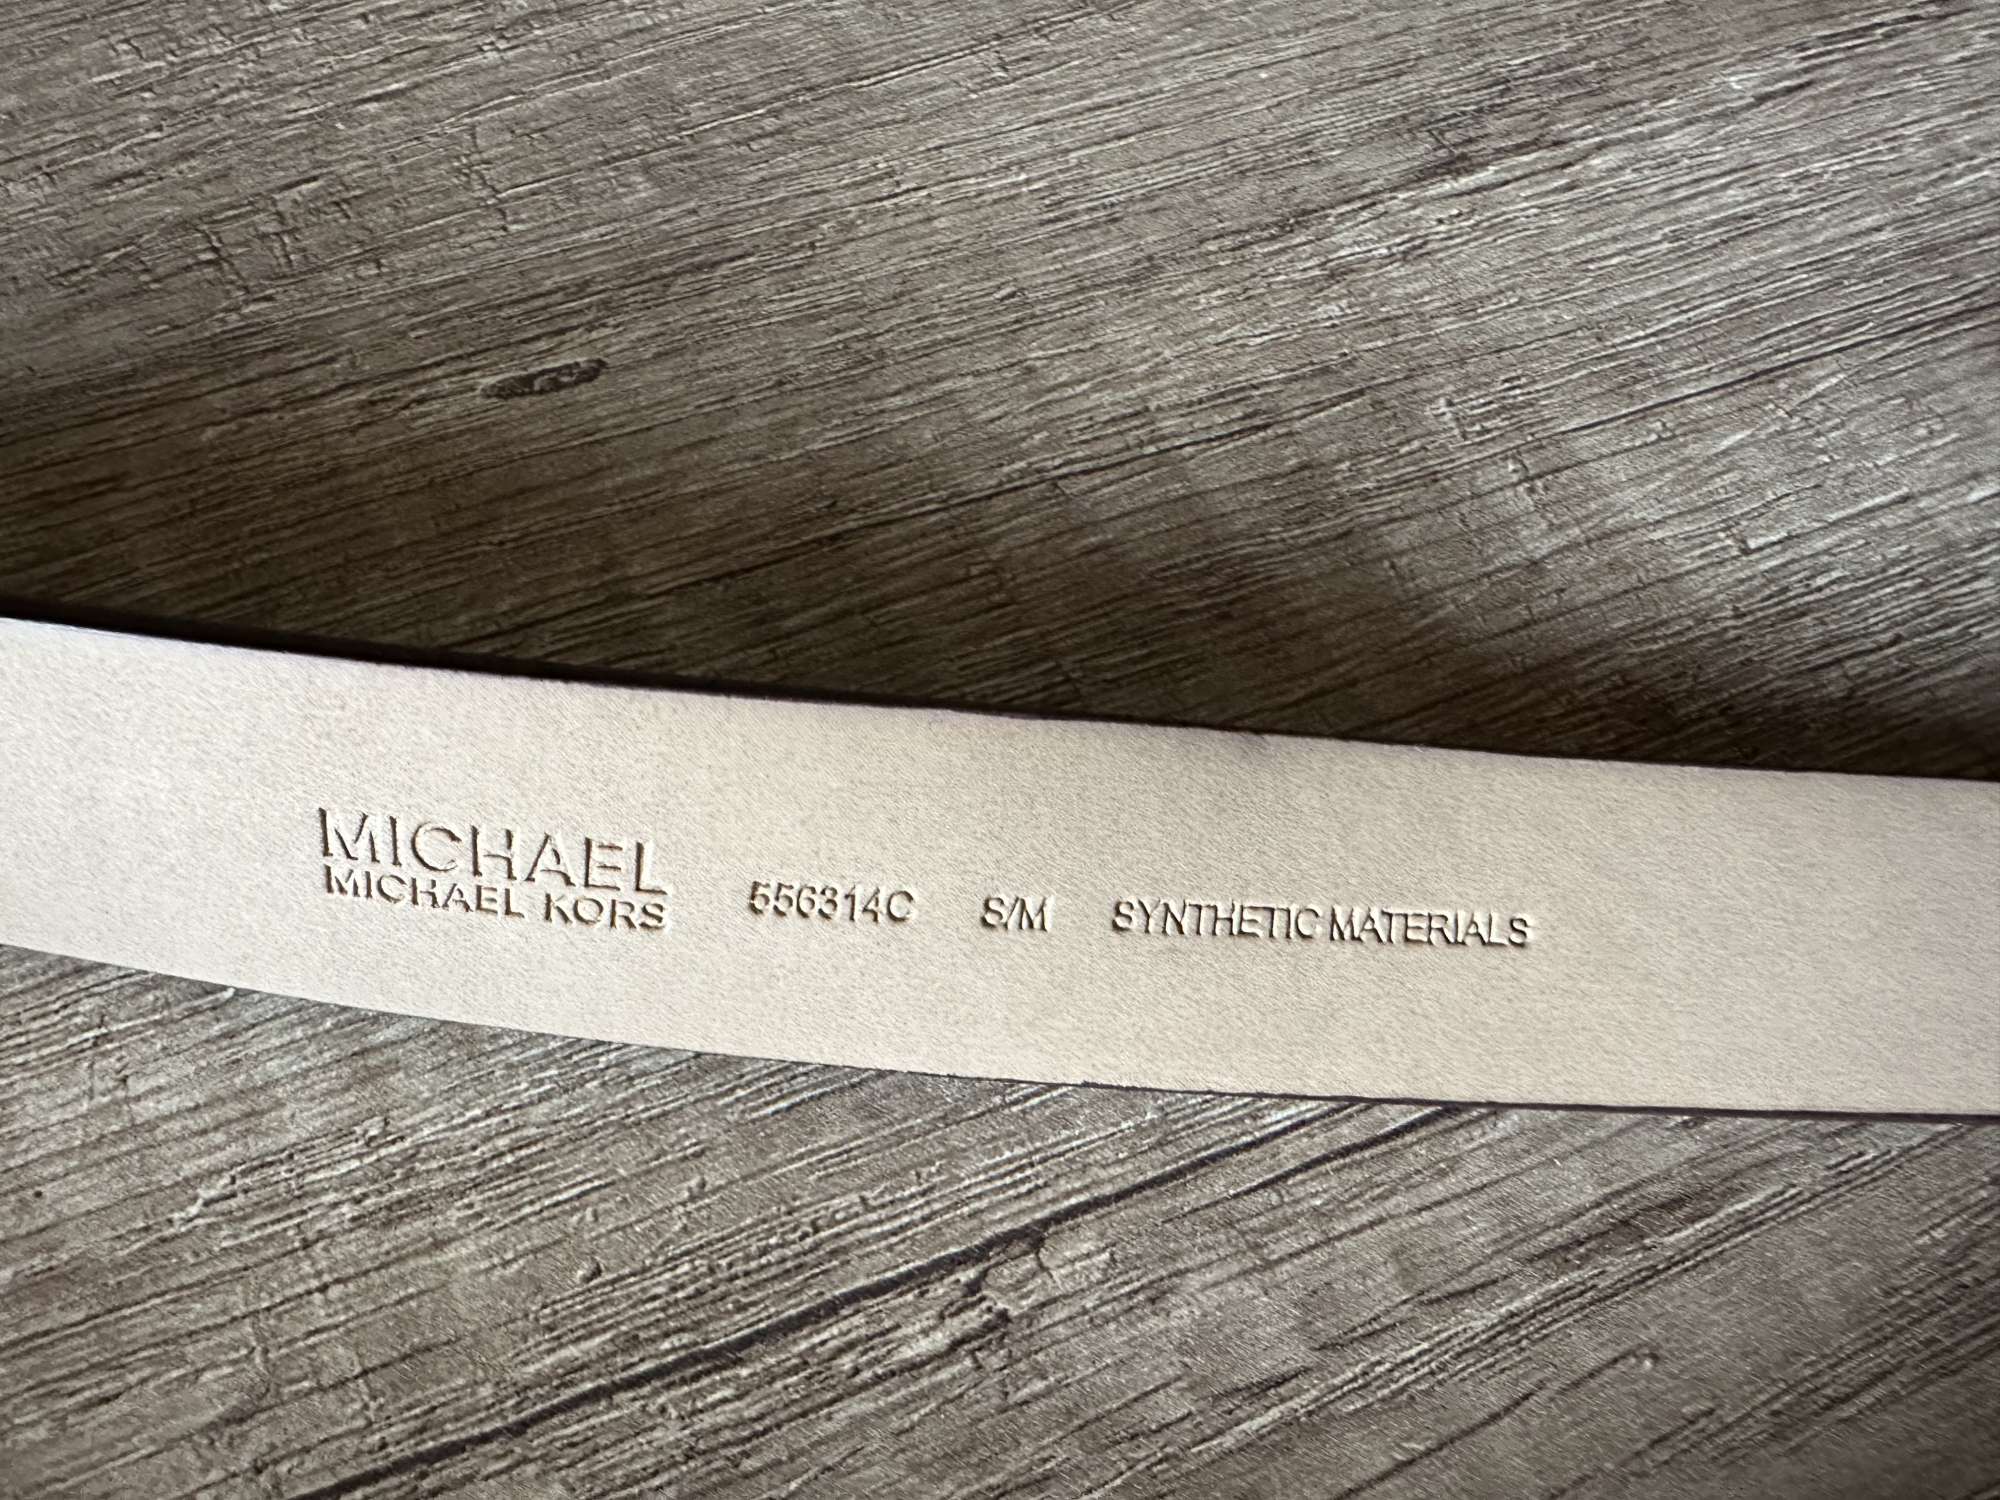 MICHAEL
MICHAEL KORS
556314C S/M SYNTHETIC MATERIALS